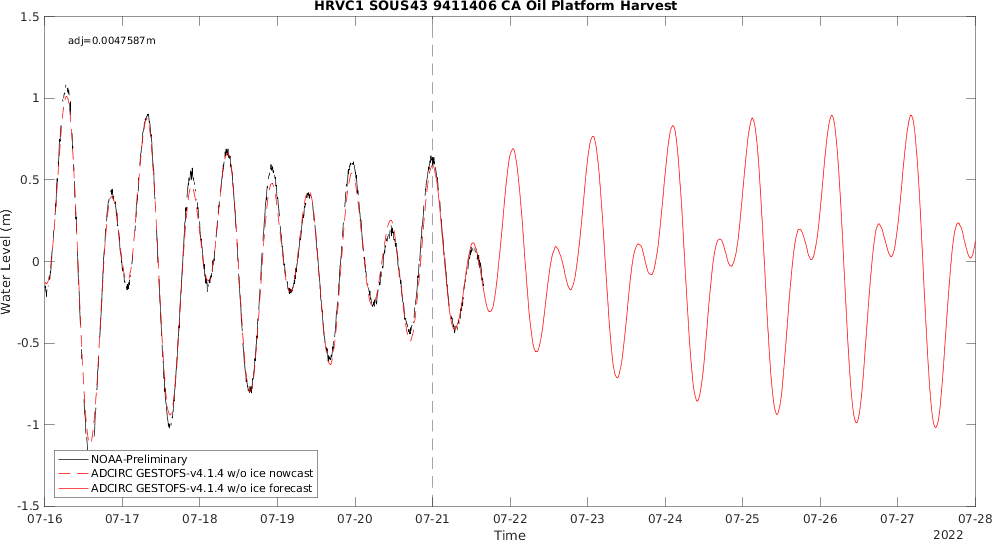 HRVC1 SOUS43 9411406 CA Oil Platform Harvest
1.5
adj=0.0047587m
1
0.5
0
-0.5
-1
-1.5
Water Level (m)
NOAA-Preliminary
ADCIRC GESTOFS-v4.1.4 w/o ice nowcast
ADCIRC GESTOFS-v4.1.4 w/o ice forecast
07-16 07-17 07-18 07-19 07-20 07-21 07-22 07-23 07-24 07-25 07-26 07-27 07-28
Time
2022